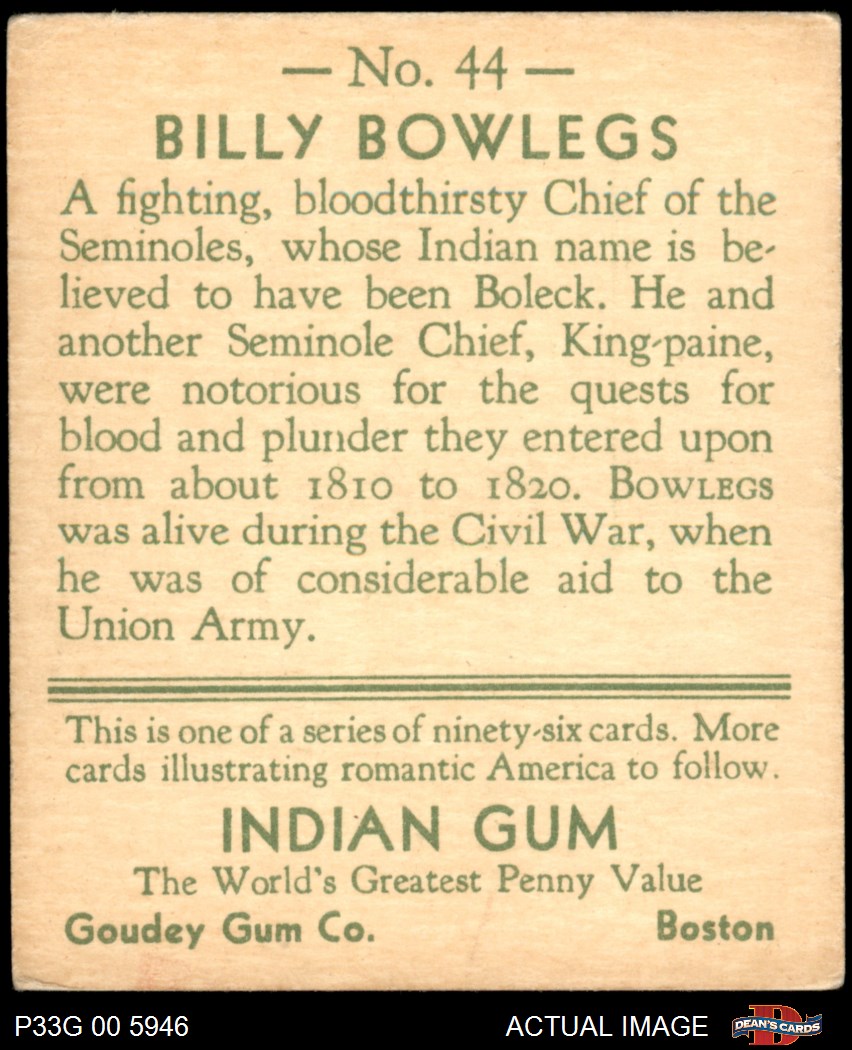 — No. 44 —
BILLY BOWLEGS
A fighting, bloodthirsty Chief of the
Seminoles, whose Indian name is be-
lieved to have been Boleck. He and
another Seminole Chief, King-paine,
were notorious for the quests for
blood and plunder they entered upon
from about 1810 to 1820. BOWLEGS
was alive during the Civil War, when
he was of considerable aid to the
Union Army.
This is one of a series of ninety-six cards. More
cards illustrating romantic America to follow.
INDIAN GUM
The World's Greatest Penny Value
Goudey Gum Co. Boston
P33G 00 5946 ACTUAL IMAGE D DEAN'S CARDS